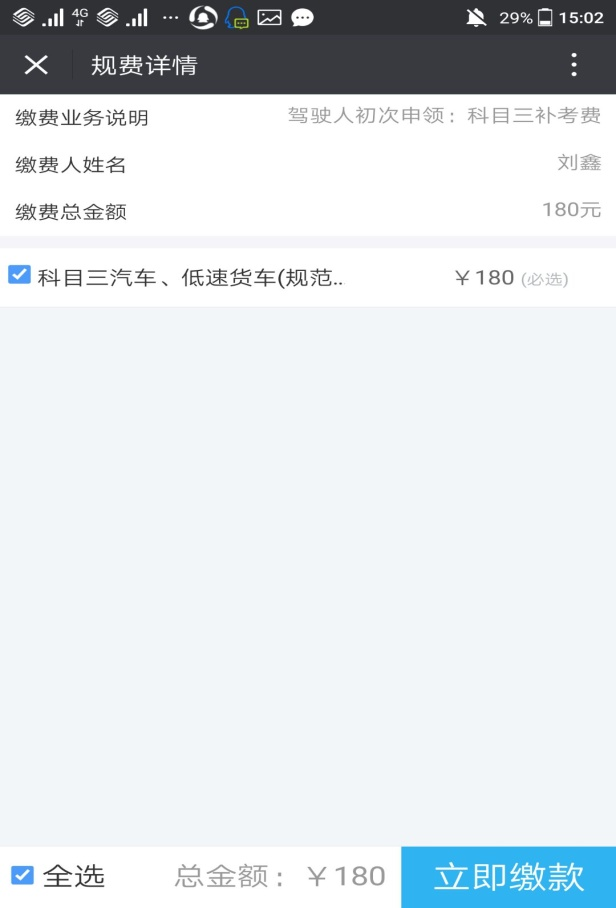 4G 29% 15:02
规费详情
缴费业务说明 驾驶人初次申领：科目三补考费
缴费人姓名 刘鑫
缴费总金额 180元
科目三汽车、低速货车(规范... ￥180 (必选)
全选 总金额：￥180 立即缴款